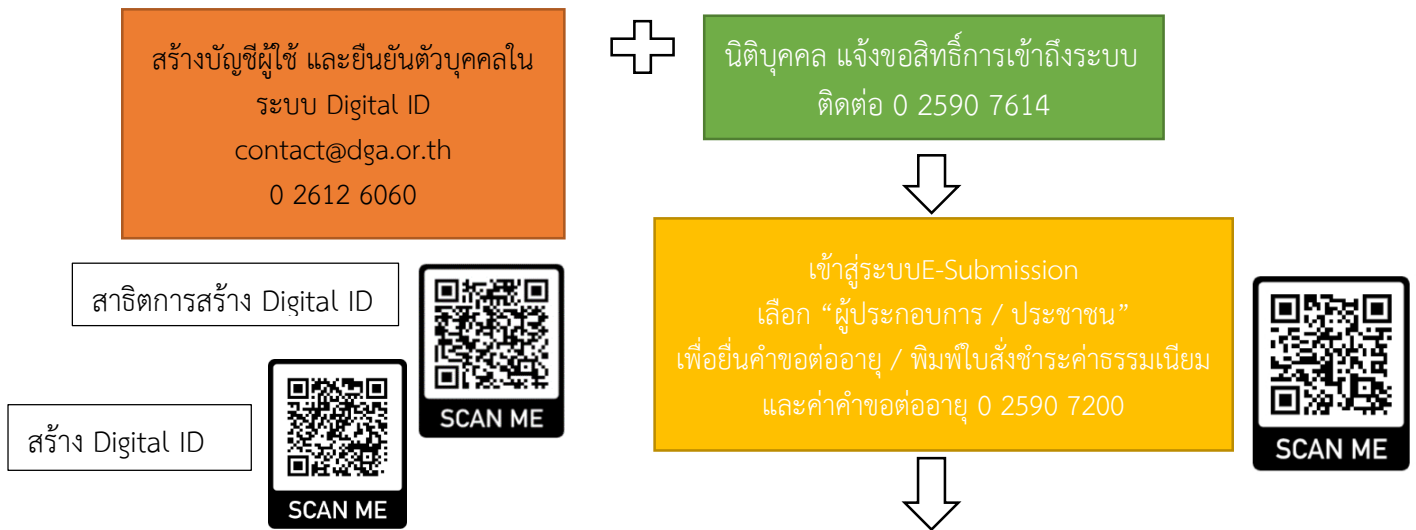 สร้างบัญชีผู้ใช้ และยืนยันตัวบุคคลใน
ระบบ Digital ID
contact@dga.or.th
0 2612 6060
นิติบุคคล แจ้งขอสิทธิ์การเข้าถึงระบบ
ติดต่อ 0 2590 7614
สาธิตการสร้าง Digital ID
SCAN ME
สร้าง Digital ID
SCAN ME
เข้าสู่ระบบE-Submission
เลือก “ผู้ประกอบการ / ประชาชน”
เพื่อยื่นคำขอต่ออายุ / พิมพ์ใบสั่งชำระค่าธรรมเนียม
และค่าคำขอต่ออายุ 0 2590 7200
SCAN ME